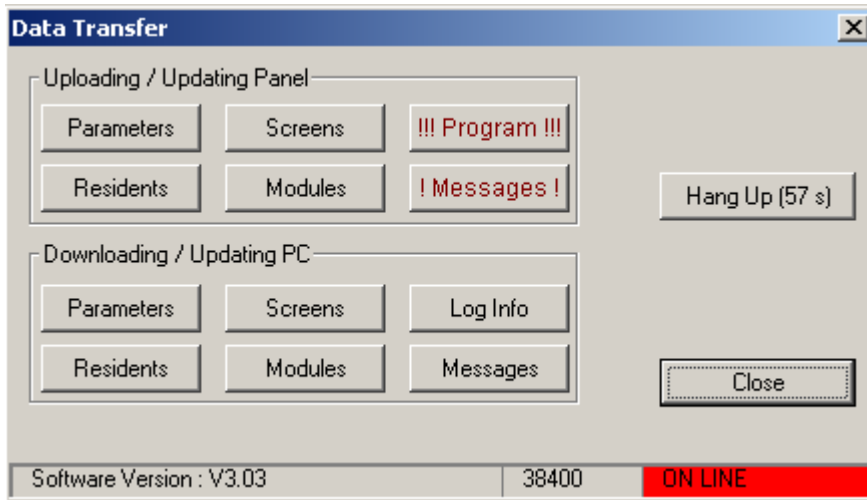 Data Transfer
Uploading / Updating Panel
Parameters Screens !!! Program !!!
Residents Modules ! Messages !
Hang Up (57 s)
Downloading / Updating PC
Parameters Screens Log Info
Residents Modules Messages
Close
Software Version : V3.03 38400 ON LINE